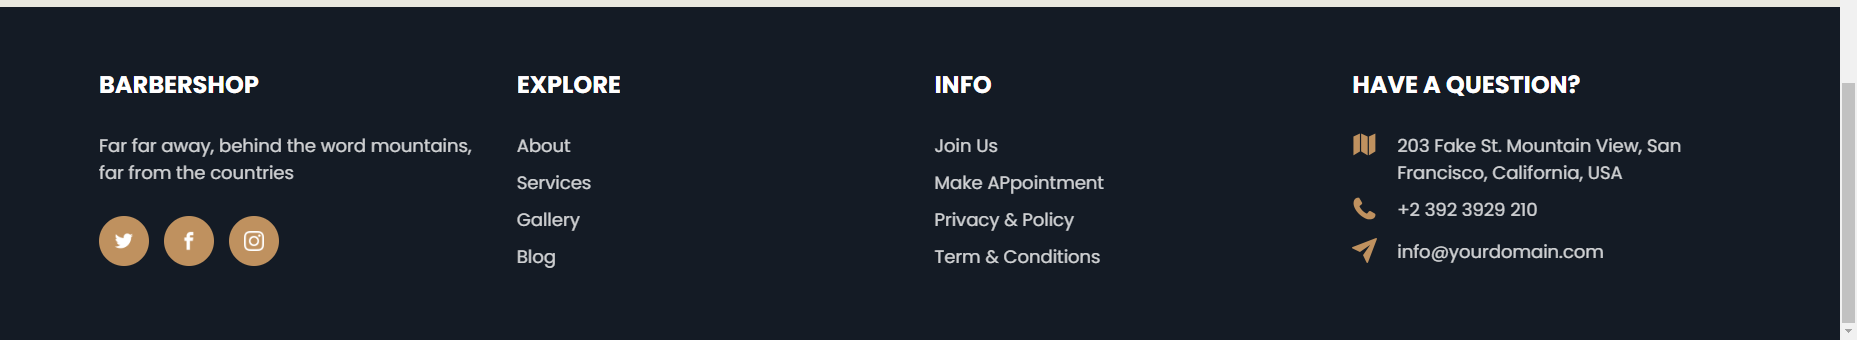 BARBERSHOP
Far far away, behind the word mountains,
far from the countries
EXPLORE
About
Services
Gallery
Blog
INFO
Join Us
Make APpointment
Privacy & Policy
Term & Conditions
HAVE A QUESTION?
203 Fake St. Mountain View, San
Francisco, California, USA
+2 392 3929 210
info@yourdomain.com